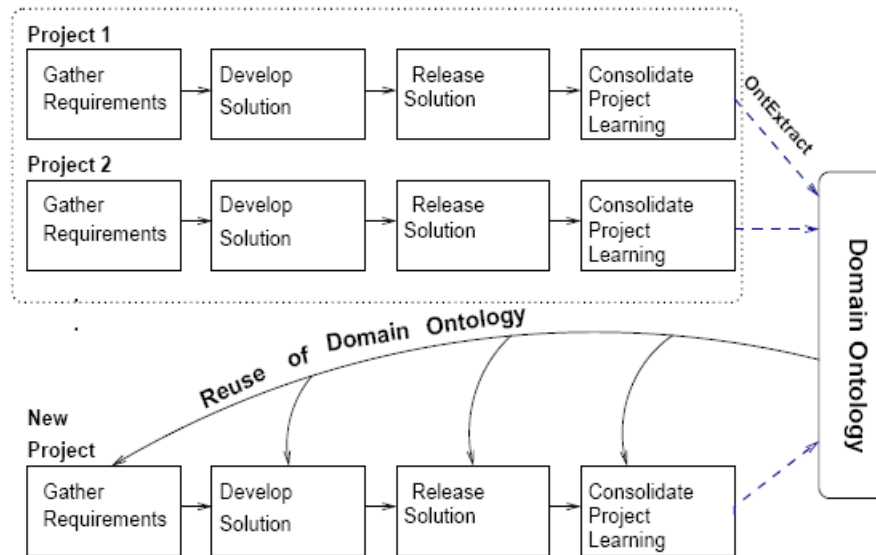 Project 1
Gather
Requirements
Develop
Solution
Release
Solution
Consolidate
Project
Learning
OntExtract
Project 2
Gather
Requirements
Develop
Solution
Release
Solution
Consolidate
Project
Learning
Domain Ontology
Reuse of Domain Ontology
New
Project
Gather
Requirements
Develop
Solution
Release
Solution
Consolidate
Project
Learning